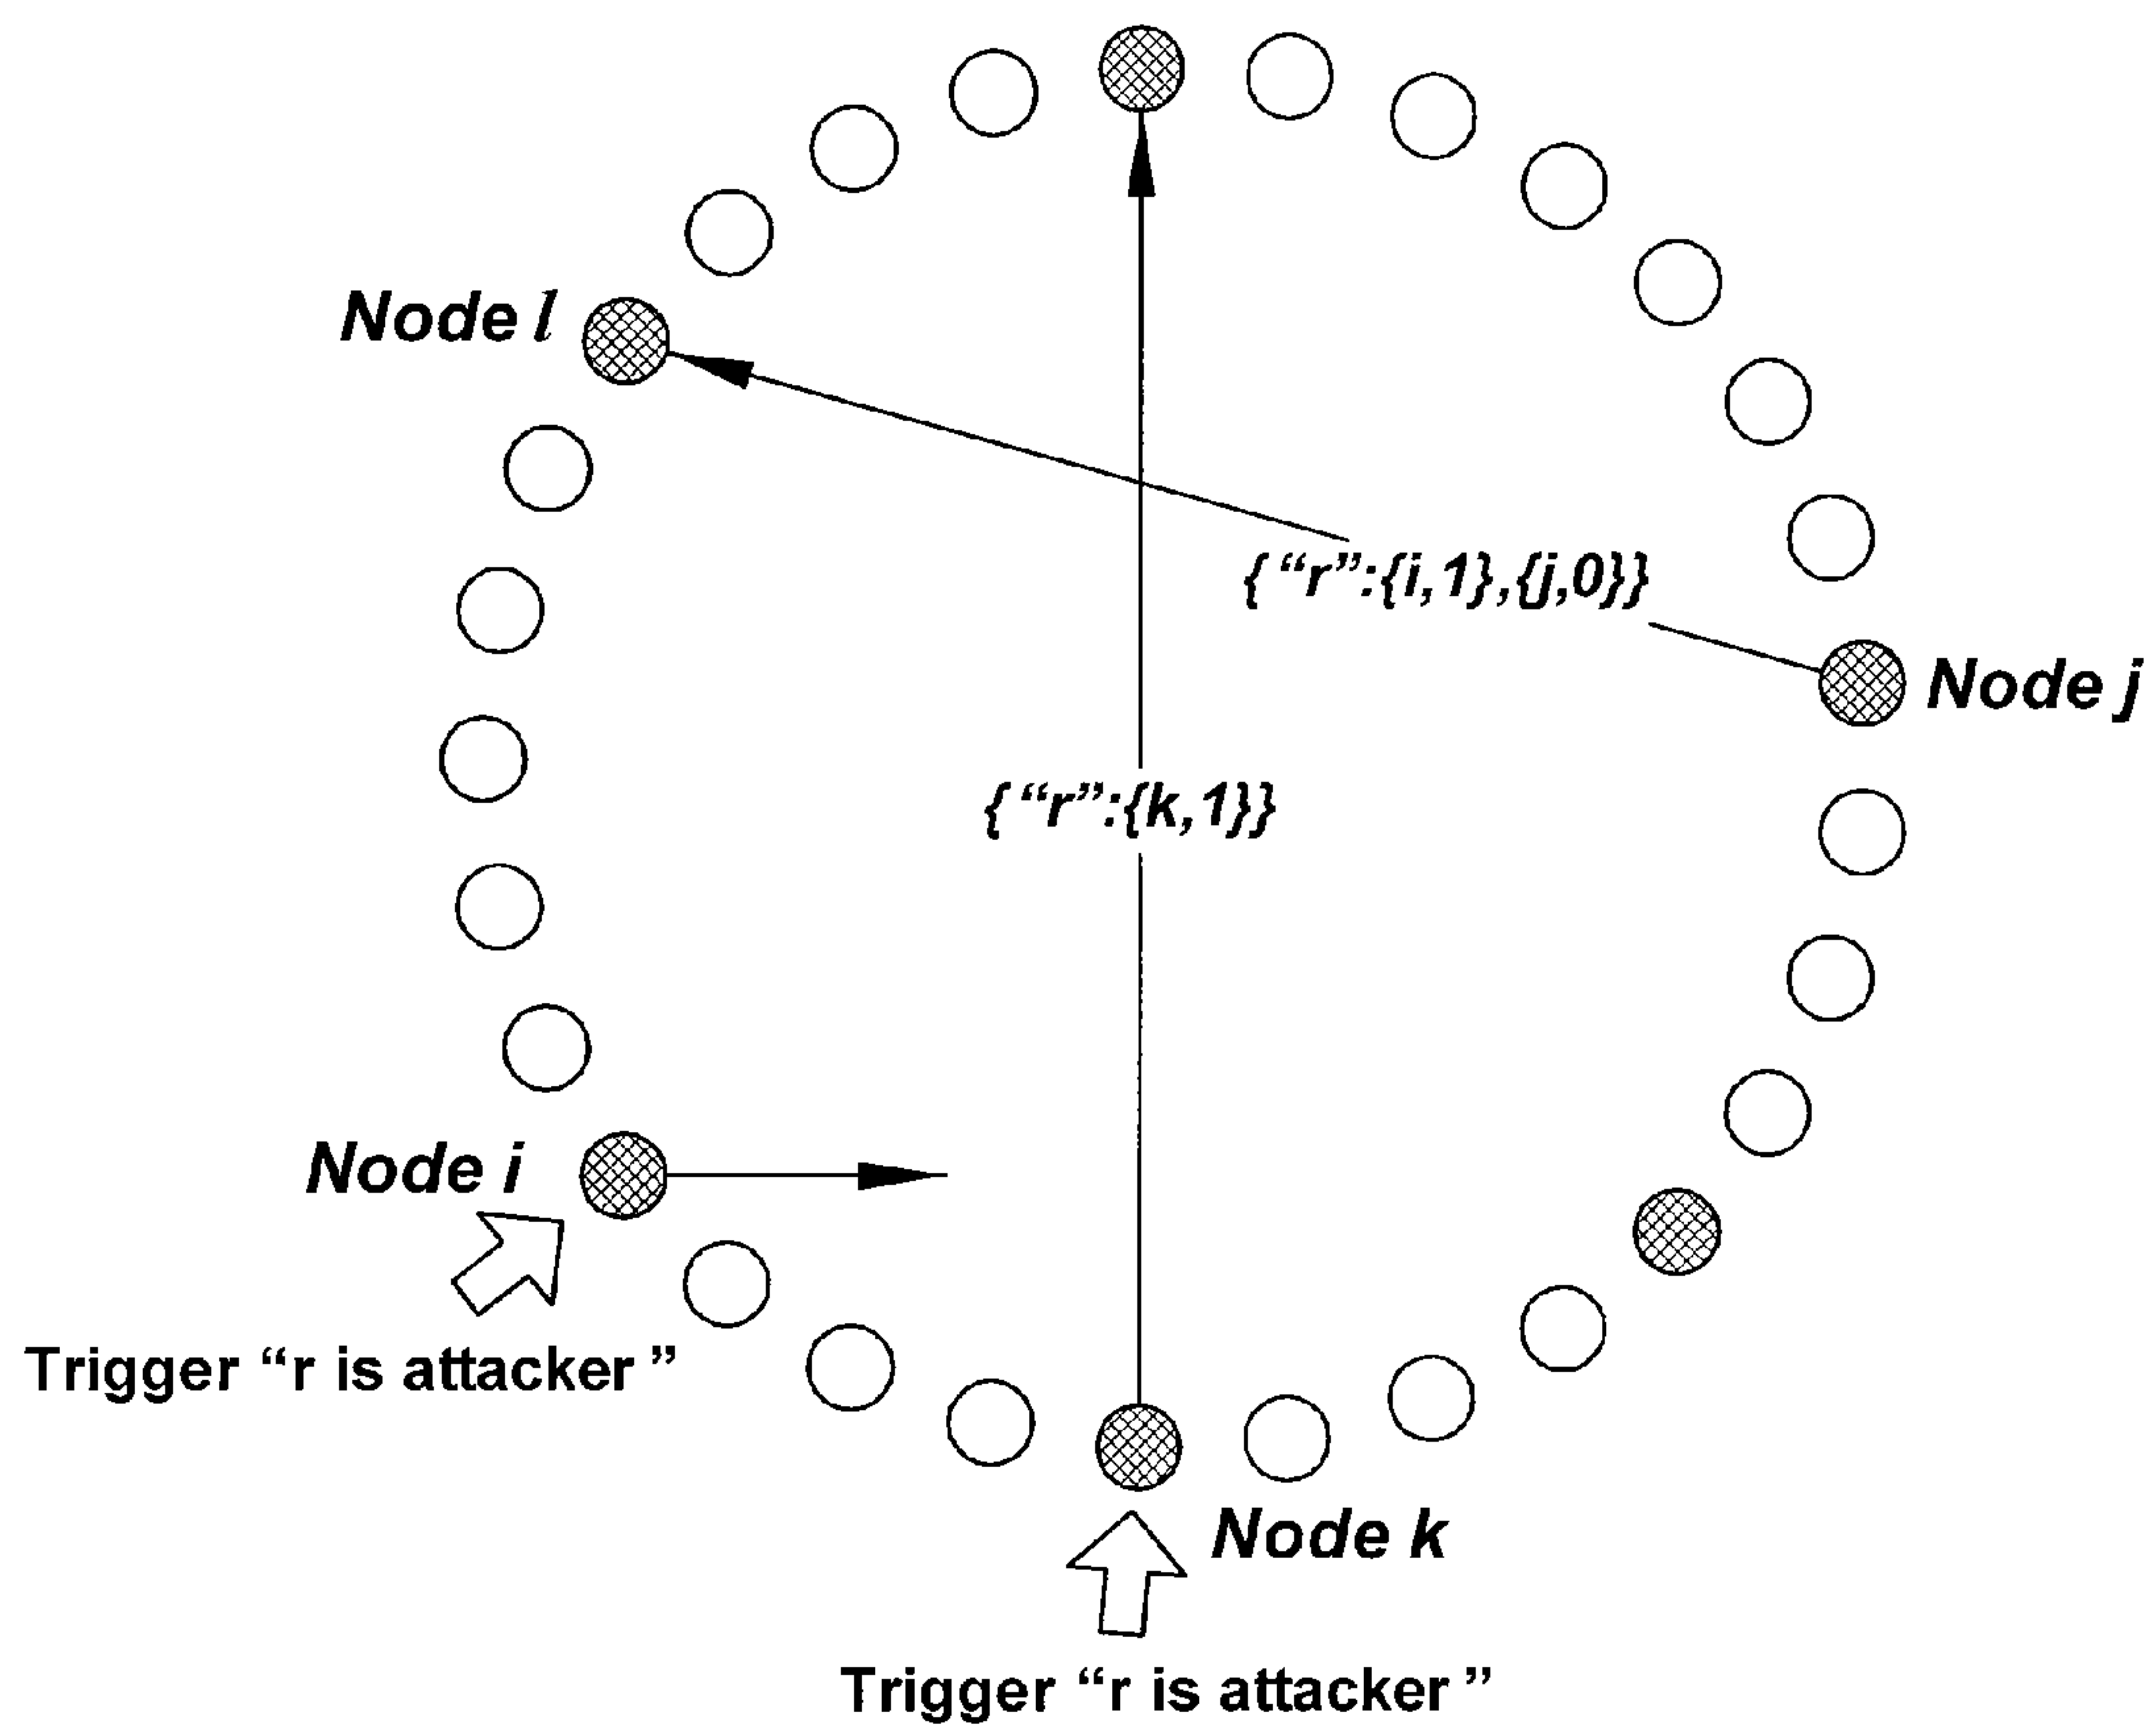 Node l
{“r”:{i,1},{j,0}}
Node j
{“r”:{k,1}}
Node i
Trigger “r is attacker”
Node k
Trigger “r is attacker”